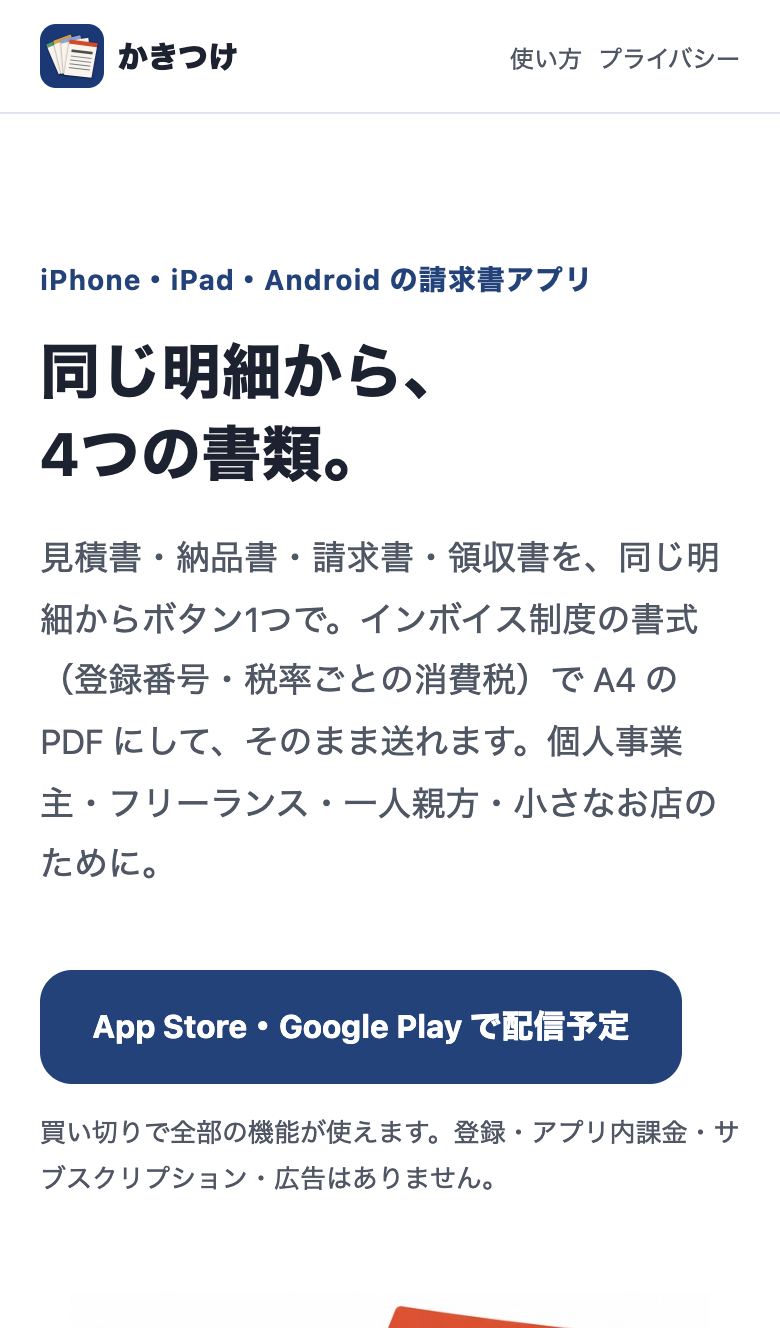 かきつけ
使い方 プライバシー
iPhone・iPad・Android の請求書アプリ
同じ明細から、
4つの書類。
見積書・納品書・請求書・領収書を、同じ明
細からボタン1つで。インボイス制度の書式
（登録番号・税率ごとの消費税）で A4 の
PDF にして、そのまま送れます。個人事業
主・フリーランス・一人親方・小さなお店の
ために。
App Store・Google Play で配信予定
買い切りで全部の機能が使えます。登録・アプリ内課金・サ
ブスクリプション・広告はありません。